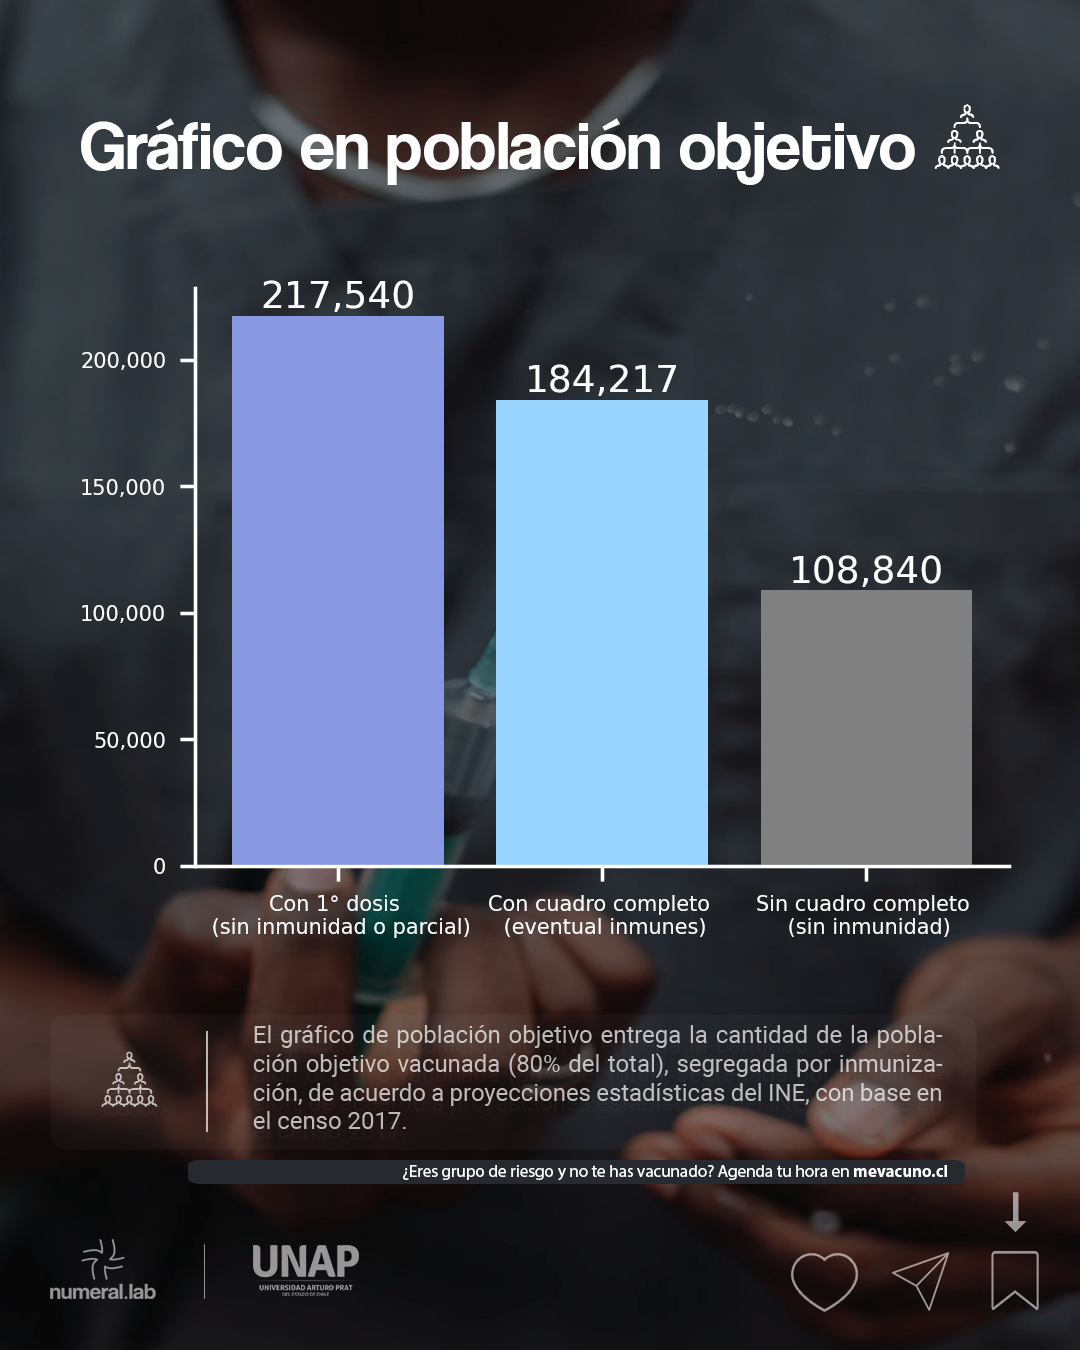 Gráfico en población objetivo
217,540
184,217
108,840
200,000
150,000
100,000
50,000
0
Con 1° dosis
(sin inmunidad o parcial)
Con cuadro completo
(eventual inmunes)
Sin cuadro completo
(sin inmunidad)
El gráfico de población objetivo entrega la cantidad de la pobla-
ción objetivo vacunada (80% del total), segregada por inmuniza-
ción, de acuerdo a proyecciones estadísticas del INE, con base en
el censo 2017.
¿Eres grupo de riesgo y no te has vacunado? Agenda tu hora en mevacuno.cl
numeral.lab
UNAP
UNIVERSIDAD ARTURO PRAT
DEL ESTADO DE CHILE